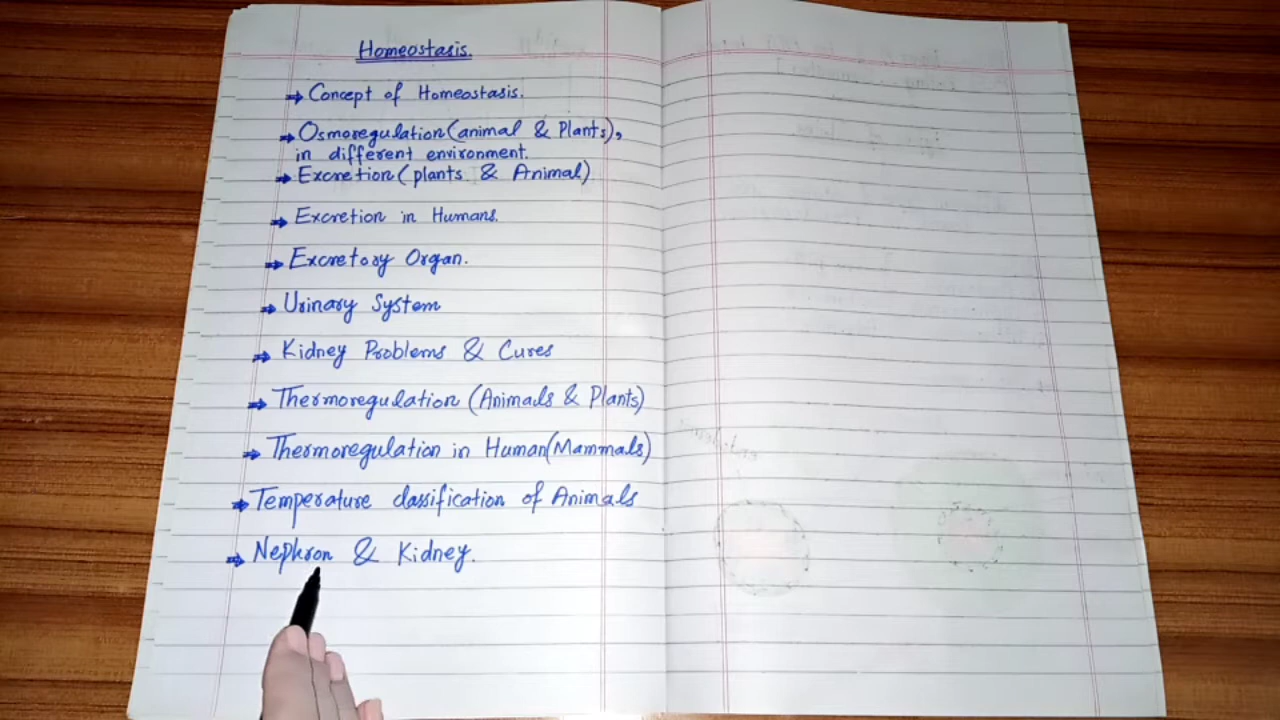 Homeostasis.
⇒ Concept of Homeostasis.
⇒ Osmoregulation (animal & Plants),
in different environment.
⇒ Excretion (plants & Animal)
⇒ Excretion in Humans.
⇒ Excretory Organ.
⇒ Urinary System
⇒ Kidney Problems & Cures
⇒ Thermoregulation (Animals & Plants)
⇒ Thermoregulation in Human (Mammals)
⇒ Temperature classification of Animals
⇒ Nephron & Kidney.